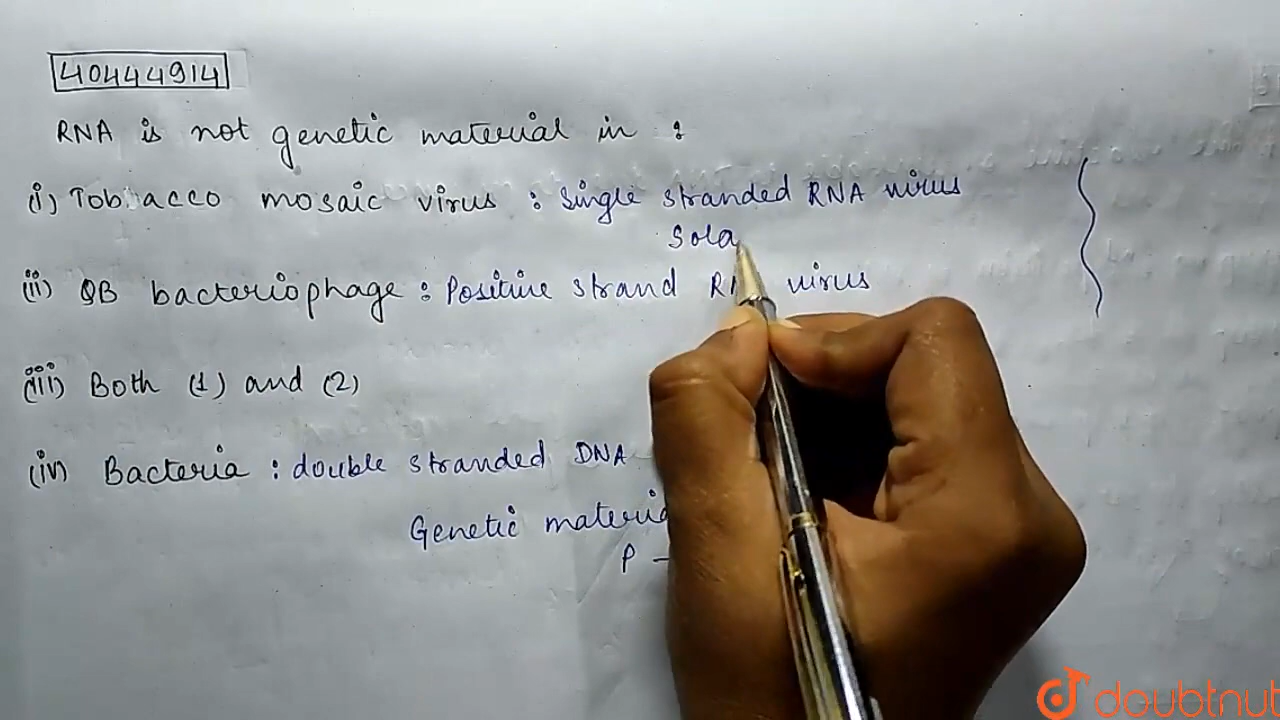 40444914
RNA is not genetic material in :
(i) Tobacco mosaic virus : Single stranded RNA virus
Sola
(ii) QB bacteriophage : Positive strand virus
(iii) Both (1) and (2)
(iv) Bacteria : double stranded DNA
Genetic
P -
doubtnut